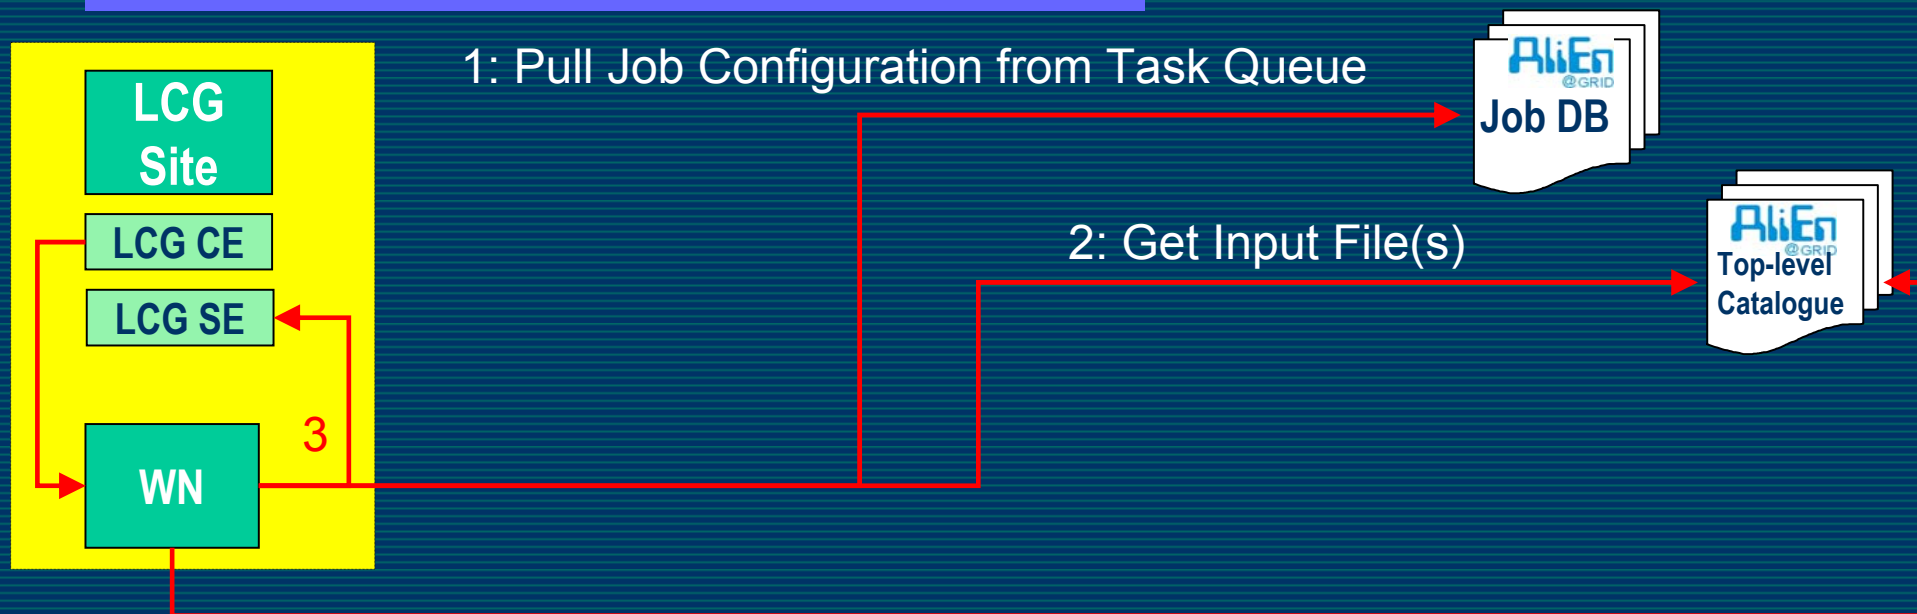 1: Pull Job Configuration from Task Queue
AliEn
@GRID
Job DB
LCG
Site
LCG CE
LCG SE
2: Get Input File(s)
AliEn
@GRID
Top-level
Catalogue
3
WN